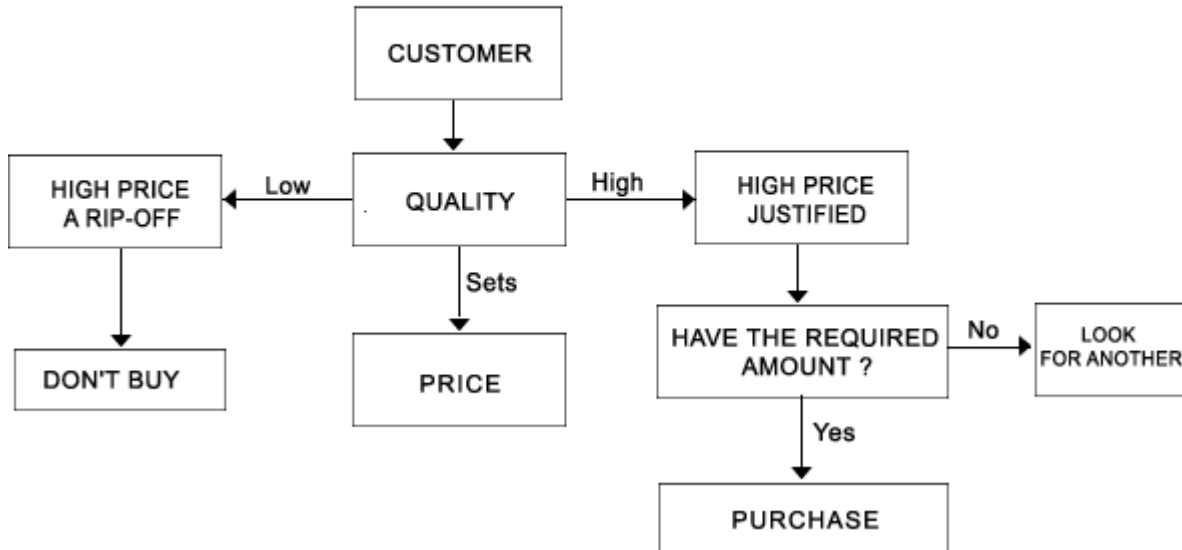 CUSTOMER
HIGH PRICE
A RIP-OFF
Low
QUALITY
High
HIGH PRICE
JUSTIFIED
Sets
DON'T BUY
PRICE
HAVE THE REQUIRED
AMOUNT ?
No
LOOK
FOR ANOTHER
Yes
PURCHASE